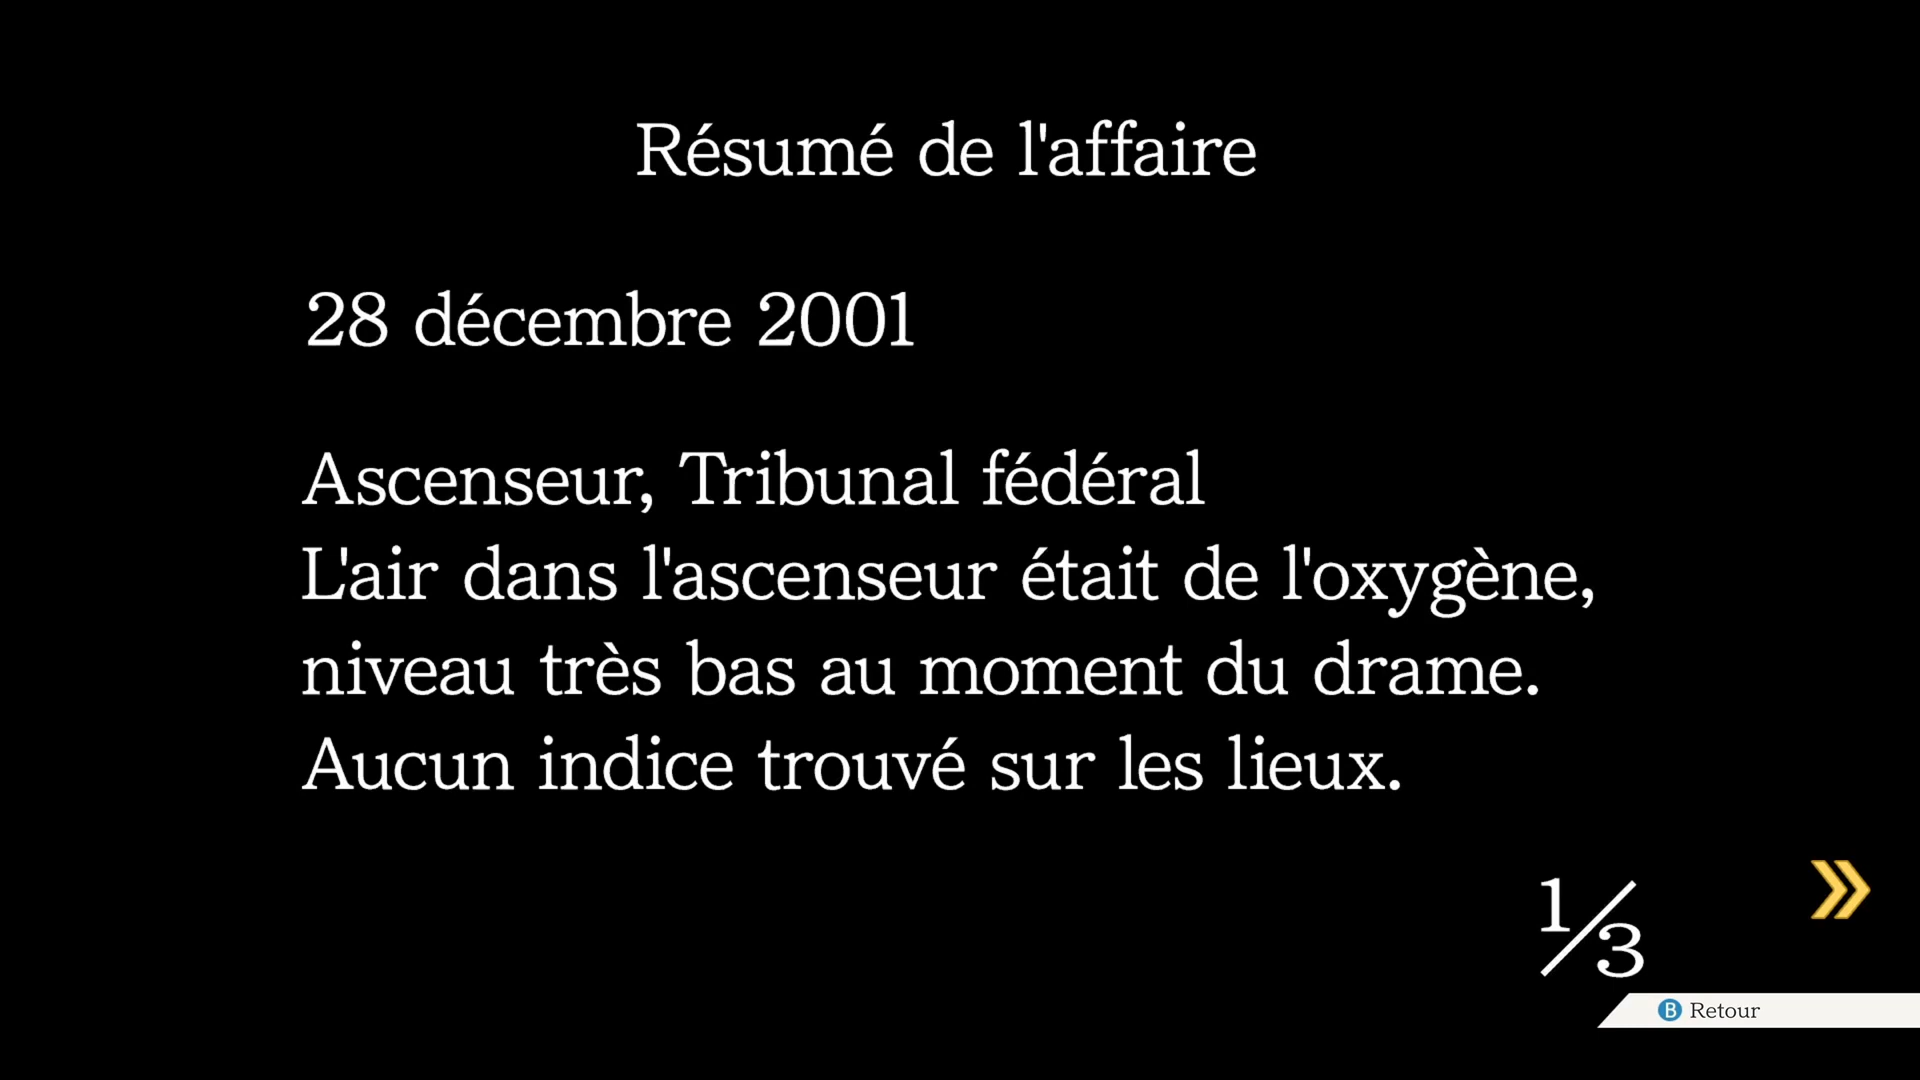 Résumé de l'affaire
28 décembre 2001
Ascenseur, Tribunal fédéral
L'air dans l'ascenseur était de l'oxygène,
niveau très bas au moment du drame.
Aucun indice trouvé sur les lieux.
1/3
B Retour